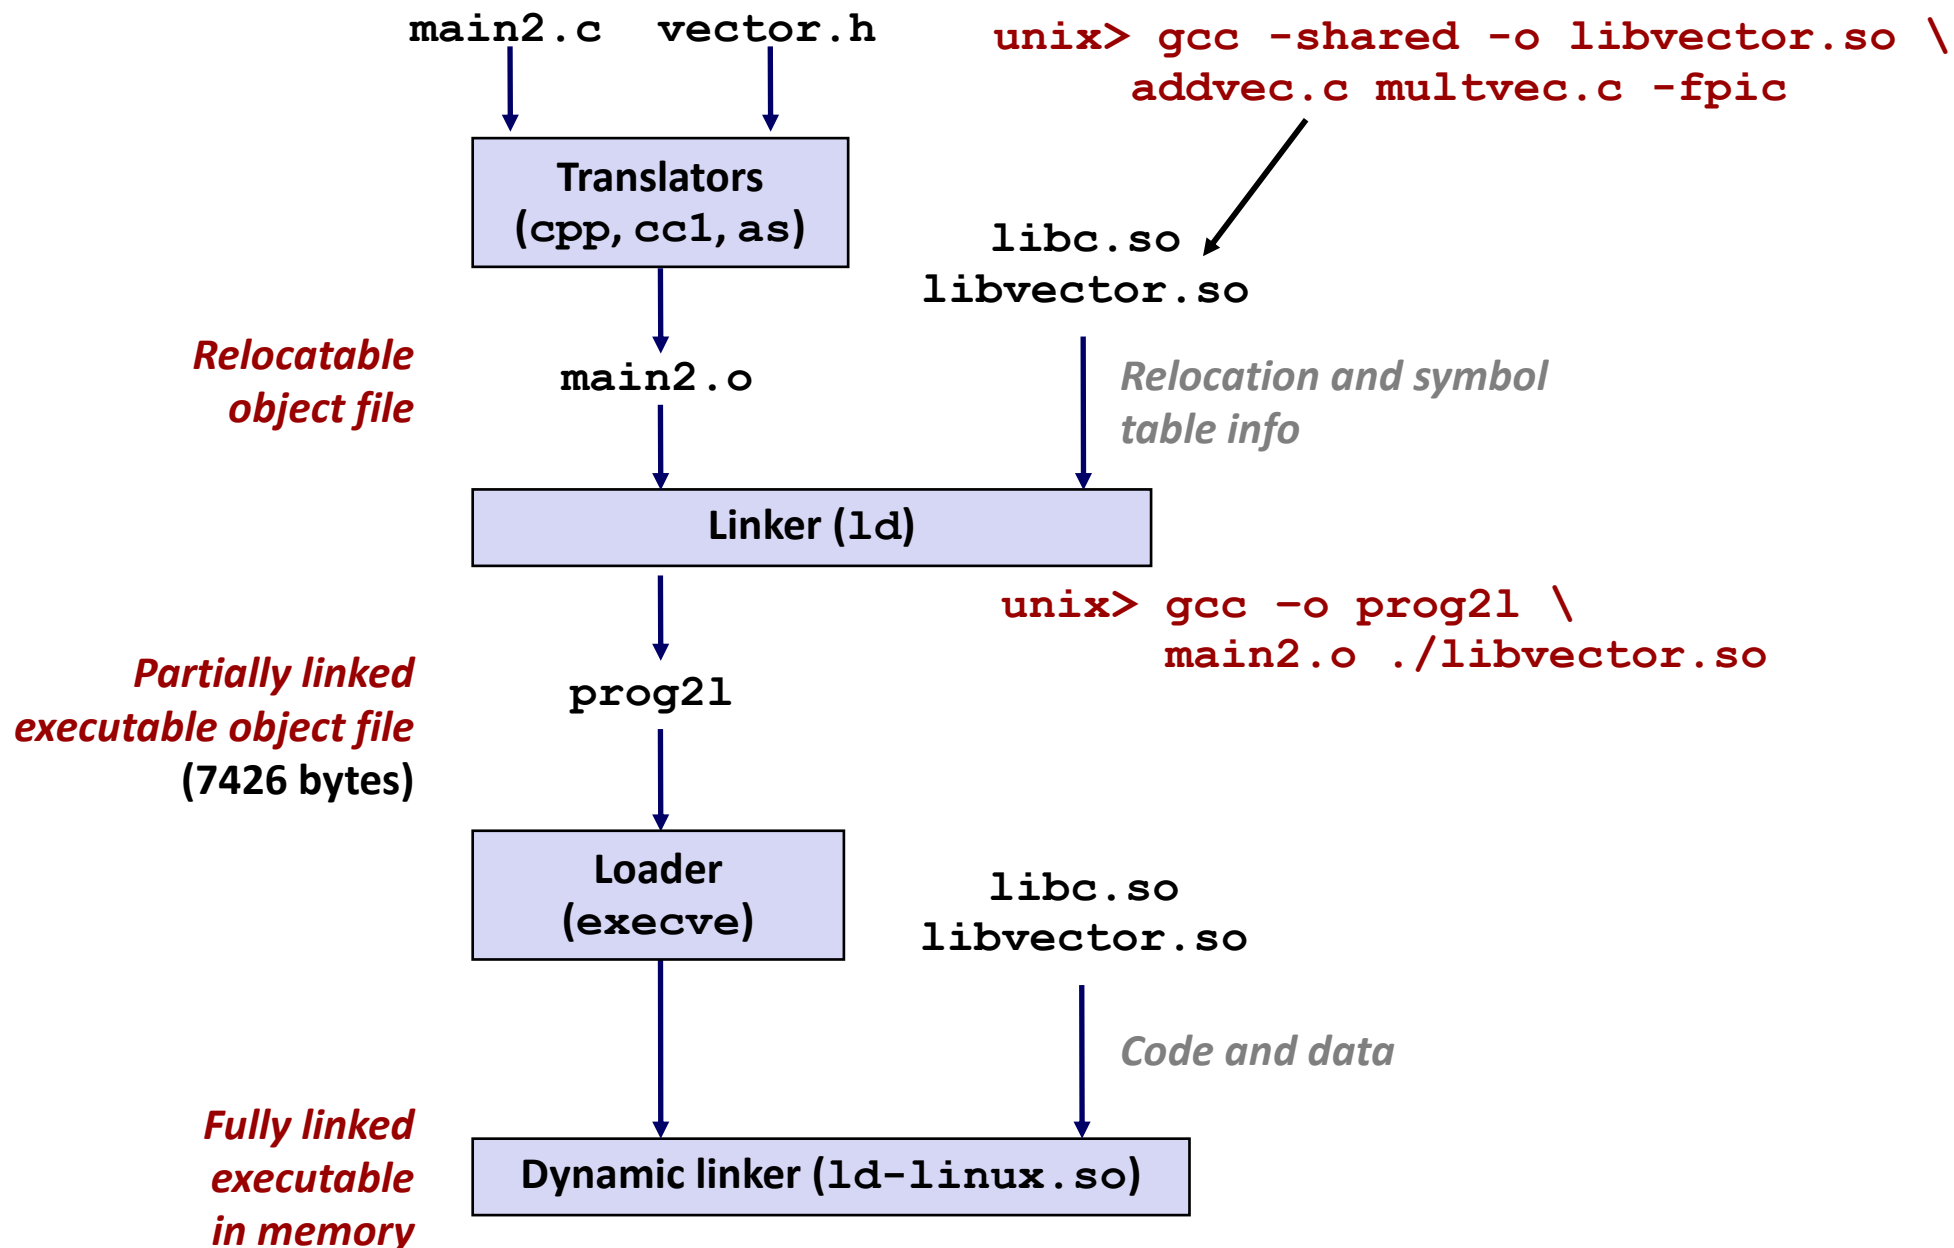 main2.c vector.h
unix> gcc -shared -o libvector.so \
addvec.c multvec.c -fpic
Translators
(cpp, cc1, as)
libc.so
libvector.so
Relocatable
object file
main2.o
Relocation and symbol
table info
Linker (ld)
unix> gcc –o prog2l \
main2.o ./libvector.so
Partially linked
executable object file
(7426 bytes)
prog2l
Loader
(execve)
libc.so
libvector.so
Code and data
Fully linked
executable
in memory
Dynamic linker (ld-linux.so)